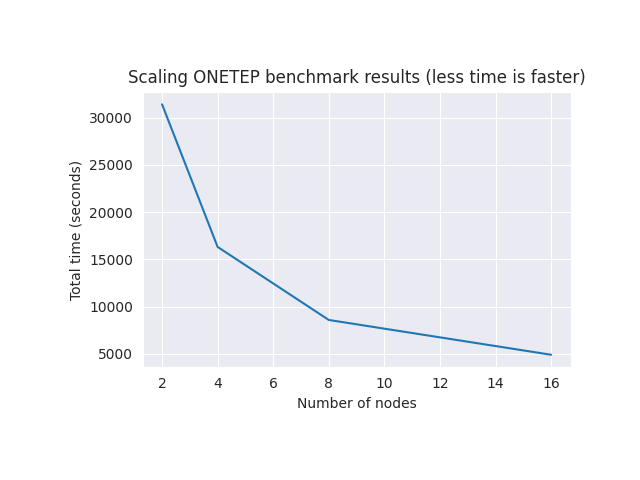 Scaling ONETEP benchmark results (less time is faster)
30000
25000
20000
15000
10000
5000
Total time (seconds)
2 4 6 8 10 12 14 16
Number of nodes